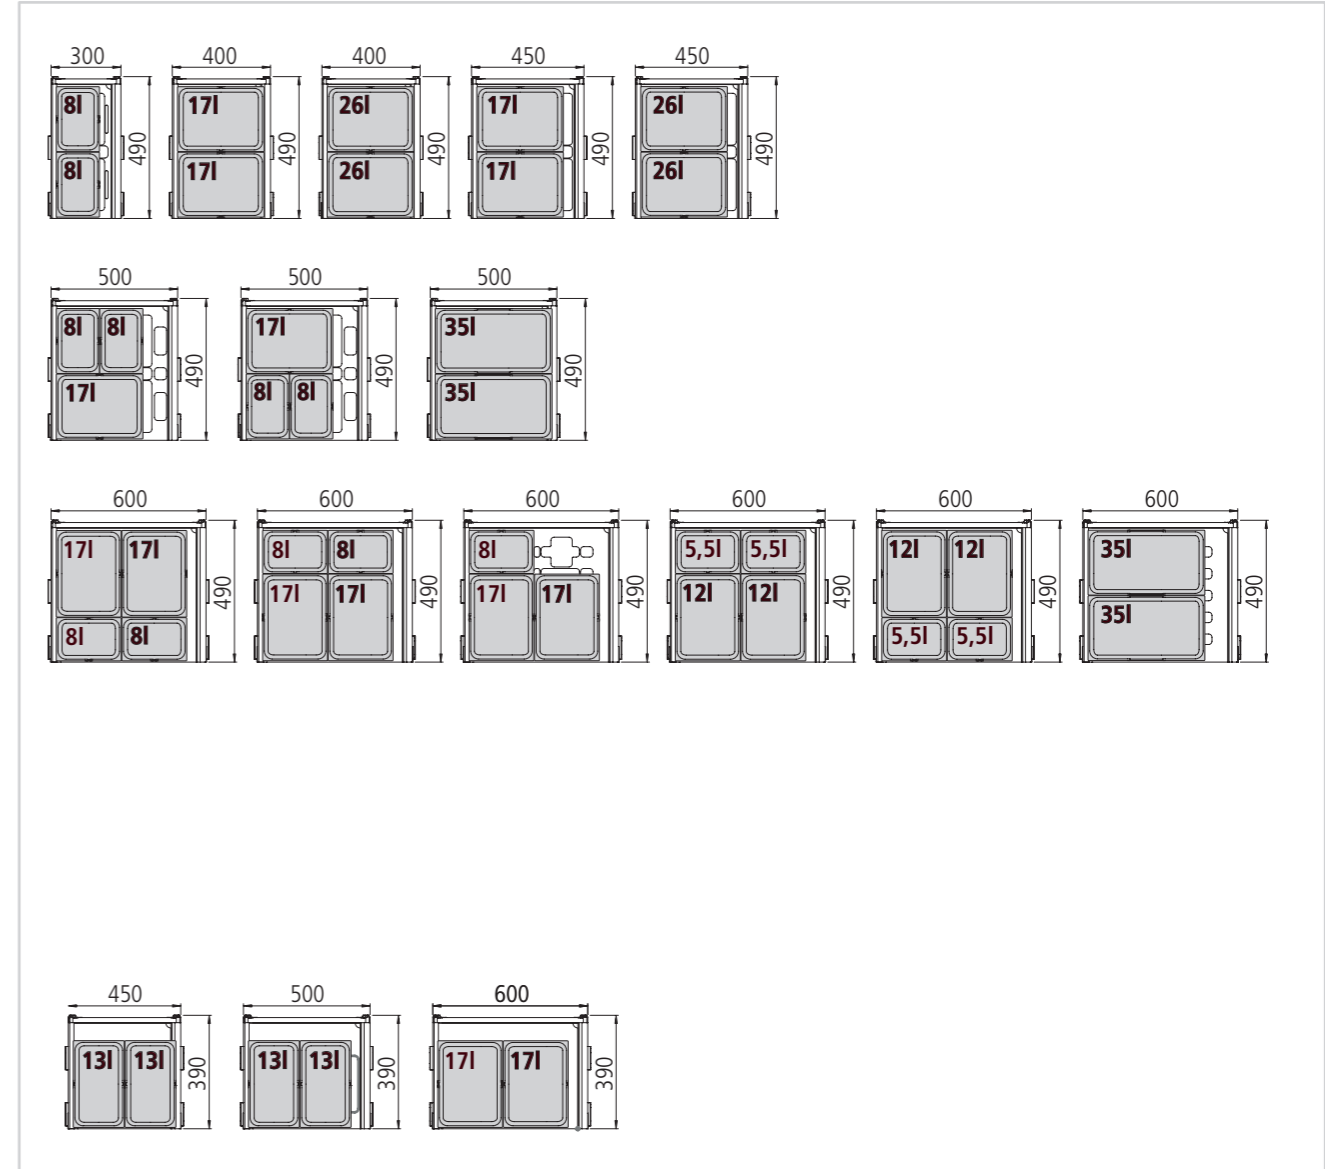 300 400 400 450 450
8l 17l 26l 17l 26l
490 490 490 490 490
8l 17l 26l 17l 26l
500 500 500
8l 8l 17l 35l
490 490 490
17l 8l 8l 35l
600 600 600 600 600 600
17l 17l 8l 8l 8l 5,5l 5,5l 12l 12l 35l
490 490 490 490 490 490
17l 17l 17l 17l 12l 12l 35l
8l 8l 5,5l 5,5l
450 500 600
13l 13l 13l 13l 17l 17l
390 390 390